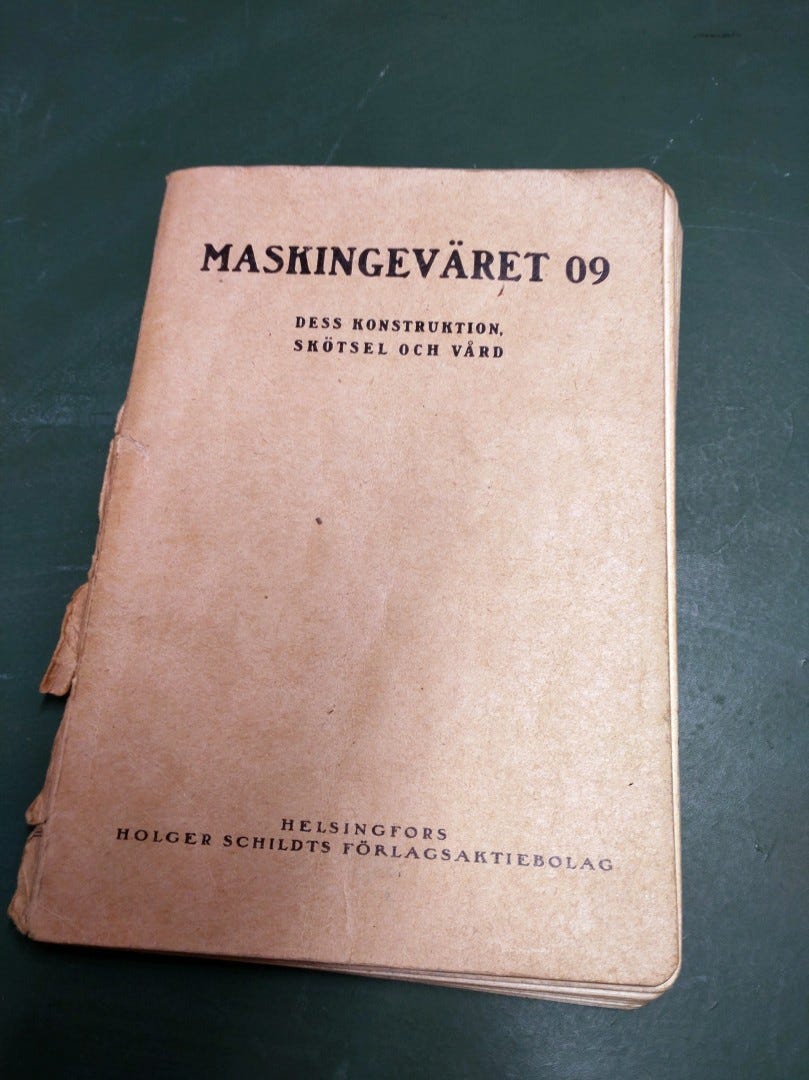 MASKINGEVÄRET 09
DESS KONSTRUKTION,
SKÖTSEL OCH VÅRD
HELSINGFORS
HOLGER SCHILDTS FÖRLAGSAKTIEBOLAG